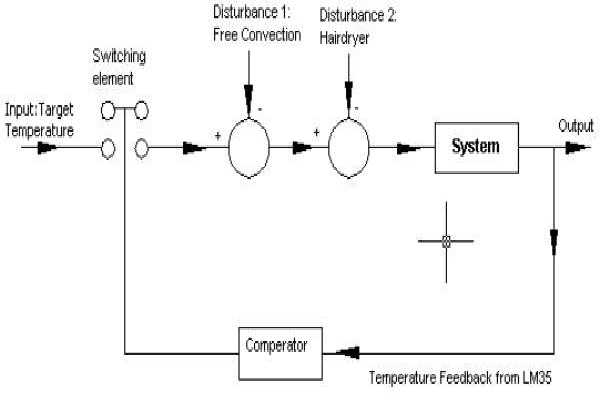 Disturbance 1:
Free Convection
Disturbance 2:
Hairdryer
Switching
element
Input:Target
Temperature
-
-
+
+
System
Output
Comperator
Temperature Feedback from LM35